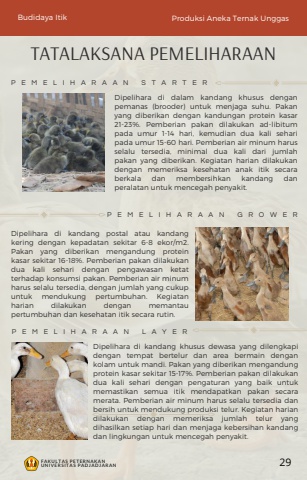 Budidaya Itik
Produksi Aneka Ternak Unggas
TATALAKSANA PEMELIHARAAN
PEMELIHARAAN STARTER
Dipelihara di dalam kandang khusus dengan
pemanas (brooder) untuk menjaga suhu. Pakan
yang diberikan dengan kandungan protein kasar
21-23%. Pemberian pakan dilakukan ad-libitum
pada umur 1-14 hari, kemudian dua kali sehari
pada umur 15-60 hari. Pemberian air minum harus
selalu tersedia, minimal dua kali dari jumlah
pakan yang diberikan. Kegiatan harian dilakukan
dengan memeriksa kesehatan anak itik secara
berkala dan membersihkan kandang dan
peralatan untuk mencegah penyakit.
PEMELIHARAAN GROWER
Dipelihara di kandang postal atau kandang
kering dengan kepadatan sekitar 6-8 ekor/m2.
Pakan yang diberikan mengandung protein
kasar sekitar 16-18%. Pemberian pakan dilakukan
dua kali sehari dengan pengawasan ketat
terhadap konsumsi pakan. Pemberian air minum
harus selalu tersedia, dengan jumlah yang cukup
untuk mendukung pertumbuhan. Kegiatan
harian dilakukan dengan memantau
pertumbuhan dan kesehatan itik secara rutin.
PEMELIHARAAN LAYER
Dipelihara di kandang khusus dewasa yang dilengkapi
dengan tempat bertelur dan area bermain dengan
kolam untuk mandi. Pakan yang diberikan mengandung
protein kasar sekitar 15-17%. Pemberian pakan dilakukan
dua kali sehari dengan pengaturan yang baik untuk
memastikan semua itik mendapatkan pakan secara
merata. Pemberian air minum harus selalu tersedia dan
bersih untuk mendukung produksi telur. Kegiatan harian
dilakukan dengan memeriksa jumlah telur yang
dihasilkan setiap hari dan menjaga kebersihan kandang
dan lingkungan untuk mencegah penyakit.
FAKULTAS PETERNAKAN
UNIVERSITAS PADJADJARAN
29